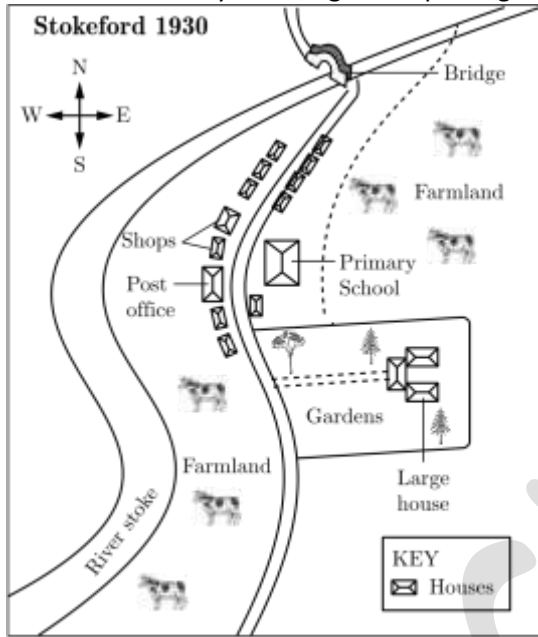 Stokeford 1930
N
W
E
S
Bridge
Farmland
Shops
Primary
School
Post
office
Gardens
Large
house
Farmland
River stoke
KEY
Houses